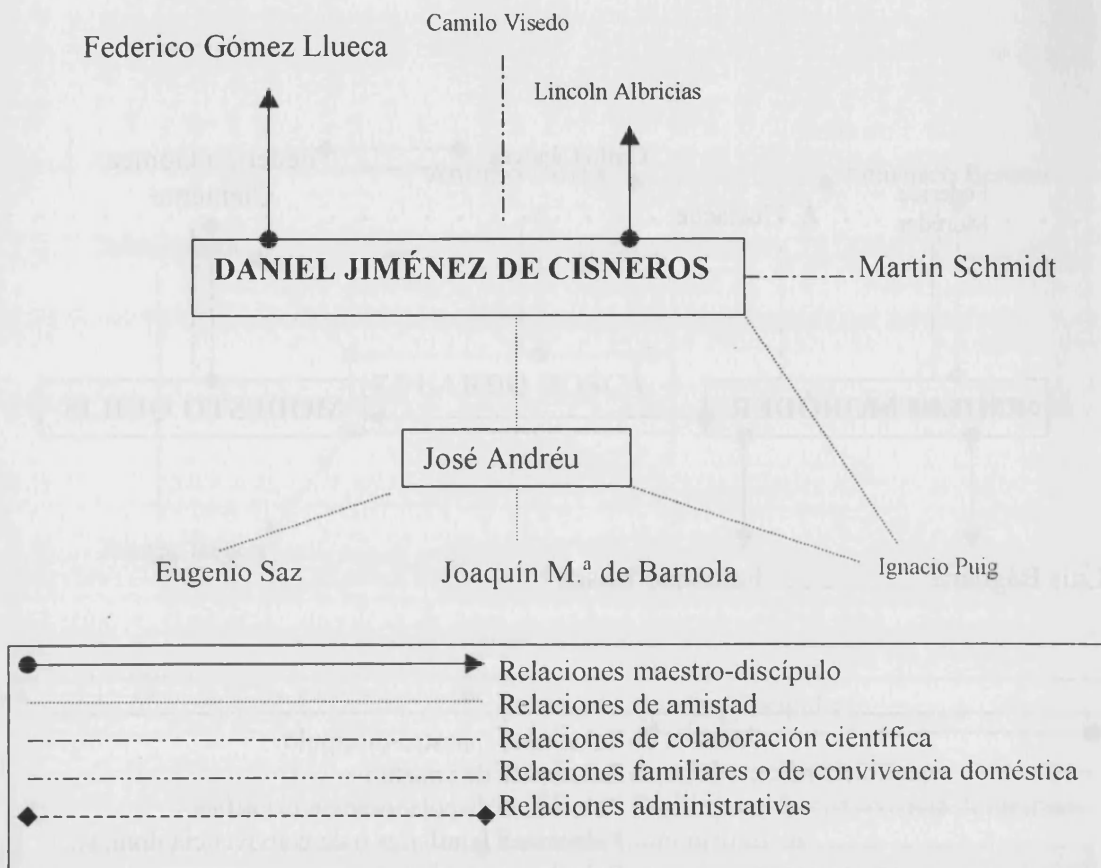 Camilo Visedo
Federico Gómez Llueca
Lincoln Albricias
DANIEL JIMÉNEZ DE CISNEROS
Martin Schmidt
José Andréu
Eugenio Saz
Joaquín M.ª de Barnola
Ignacio Puig
Relaciones maestro-discípulo
Relaciones de amistad
Relaciones de colaboración científica
Relaciones familiares o de convivencia doméstica
Relaciones administrativas